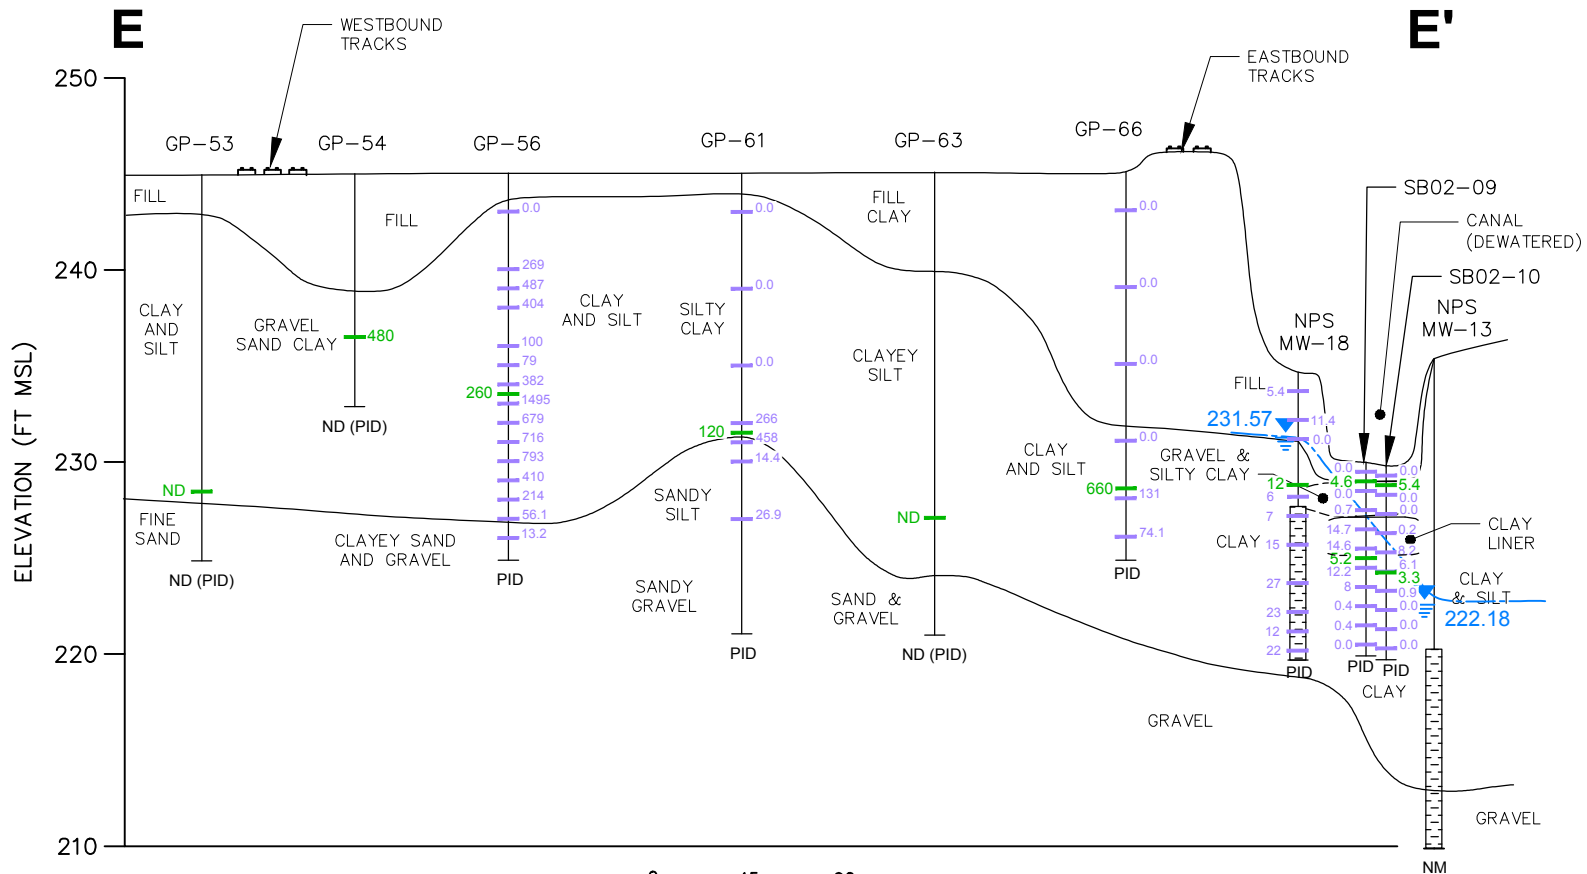 E
E'
WESTBOUND
TRACKS
EASTBOUND
TRACKS
250
240
230
220
210
ELEVATION (FT MSL)
GP-53
GP-54
GP-56
GP-61
GP-63
GP-66
SB02-09
CANAL
(DEWATERED)
SB02-10
NPS
MW-18
NPS
MW-13
FILL
FILL
FILL
CLAY
CLAY
AND
SILT
GRAVEL
SAND CLAY
CLAY
AND SILT
SILTY
CLAY
CLAYEY
SILT
CLAY
AND SILT
FILL
GRAVEL &
SILTY CLAY
CLAY
CLAY
LINER
CLAY
& SILT
FINE
SAND
CLAYEY SAND
AND GRAVEL
SANDY
SILT
SANDY
GRAVEL
SAND &
GRAVEL
GRAVEL
CLAY
GRAVEL
ND
ND (PID)
480
ND (PID)
0.0
269
487
404
100
79
382
260
1495
679
716
793
410
214
56.1
13.2
PID
0.0
0.0
0.0
266
120
458
14.4
26.9
PID
ND
ND (PID)
0.0
0.0
0.0
0.0
660
131
74.1
PID
231.57
5.4
11.4
0.0
12
6
7
15
27
23
12
22
PID
0.0
4.6
0.0
0.7
14.7
14.6
5.2
12.2
8
0.4
0.4
0.0
PID
0.0
5.4
0.0
0.0
0.2
8.2
6.1
3.3
0.9
0.0
0.0
0.0
PID
222.18
NM